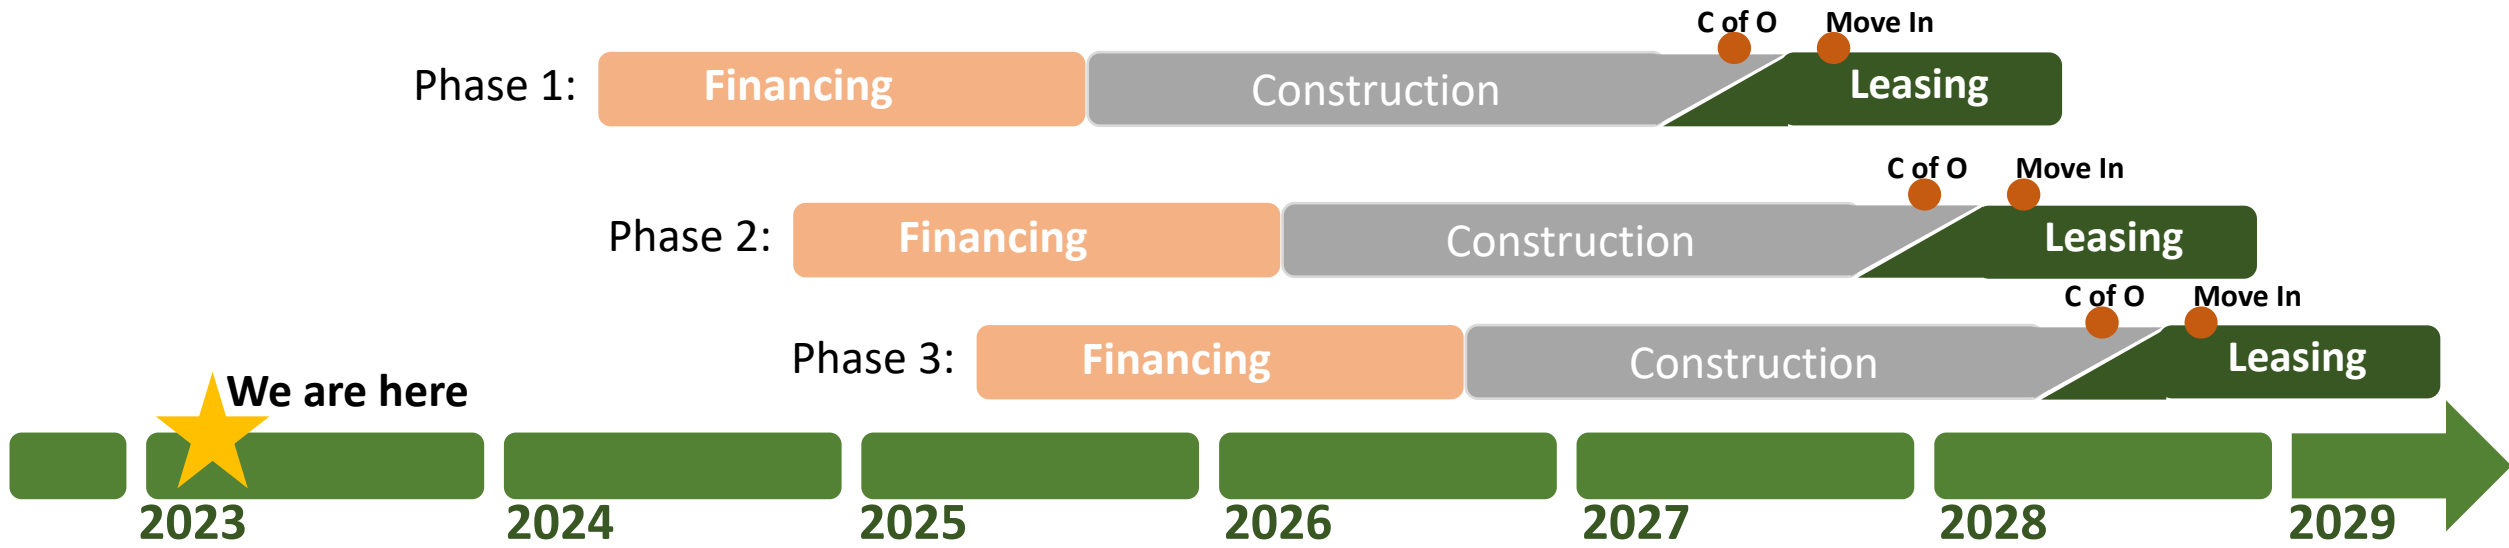 C of O Move In
Phase 1: Financing Construction Leasing
C of O Move In
Phase 2: Financing Construction Leasing
C of O Move In
Phase 3: Financing Construction Leasing
We are here
2023 2024 2025 2026 2027 2028 2029